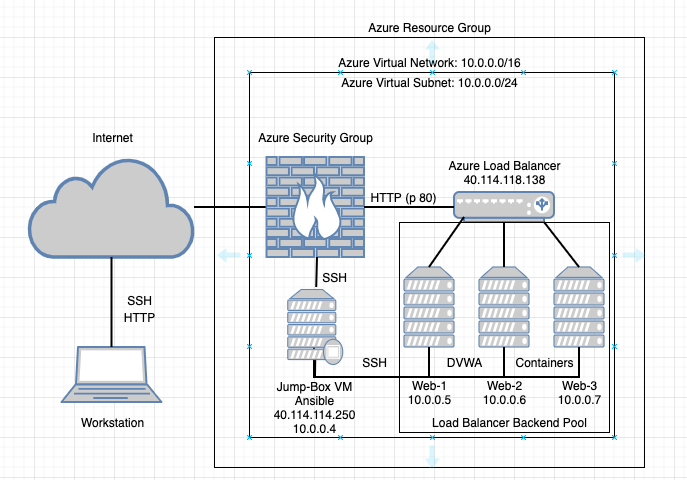 Azure Resource Group
Azure Virtual Network: 10.0.0.0/16
Azure Virtual Subnet: 10.0.0.0/24
Internet
Azure Security Group
Azure Load Balancer
40.114.118.138
HTTP (p 80)
SSH
SSH
HTTP
SSH
DVWA
Containers
Jump-Box VM
Ansible
40.114.114.250
10.0.0.4
Web-1
10.0.0.5
Web-2
10.0.0.6
Web-3
10.0.0.7
Load Balancer Backend Pool
Workstation